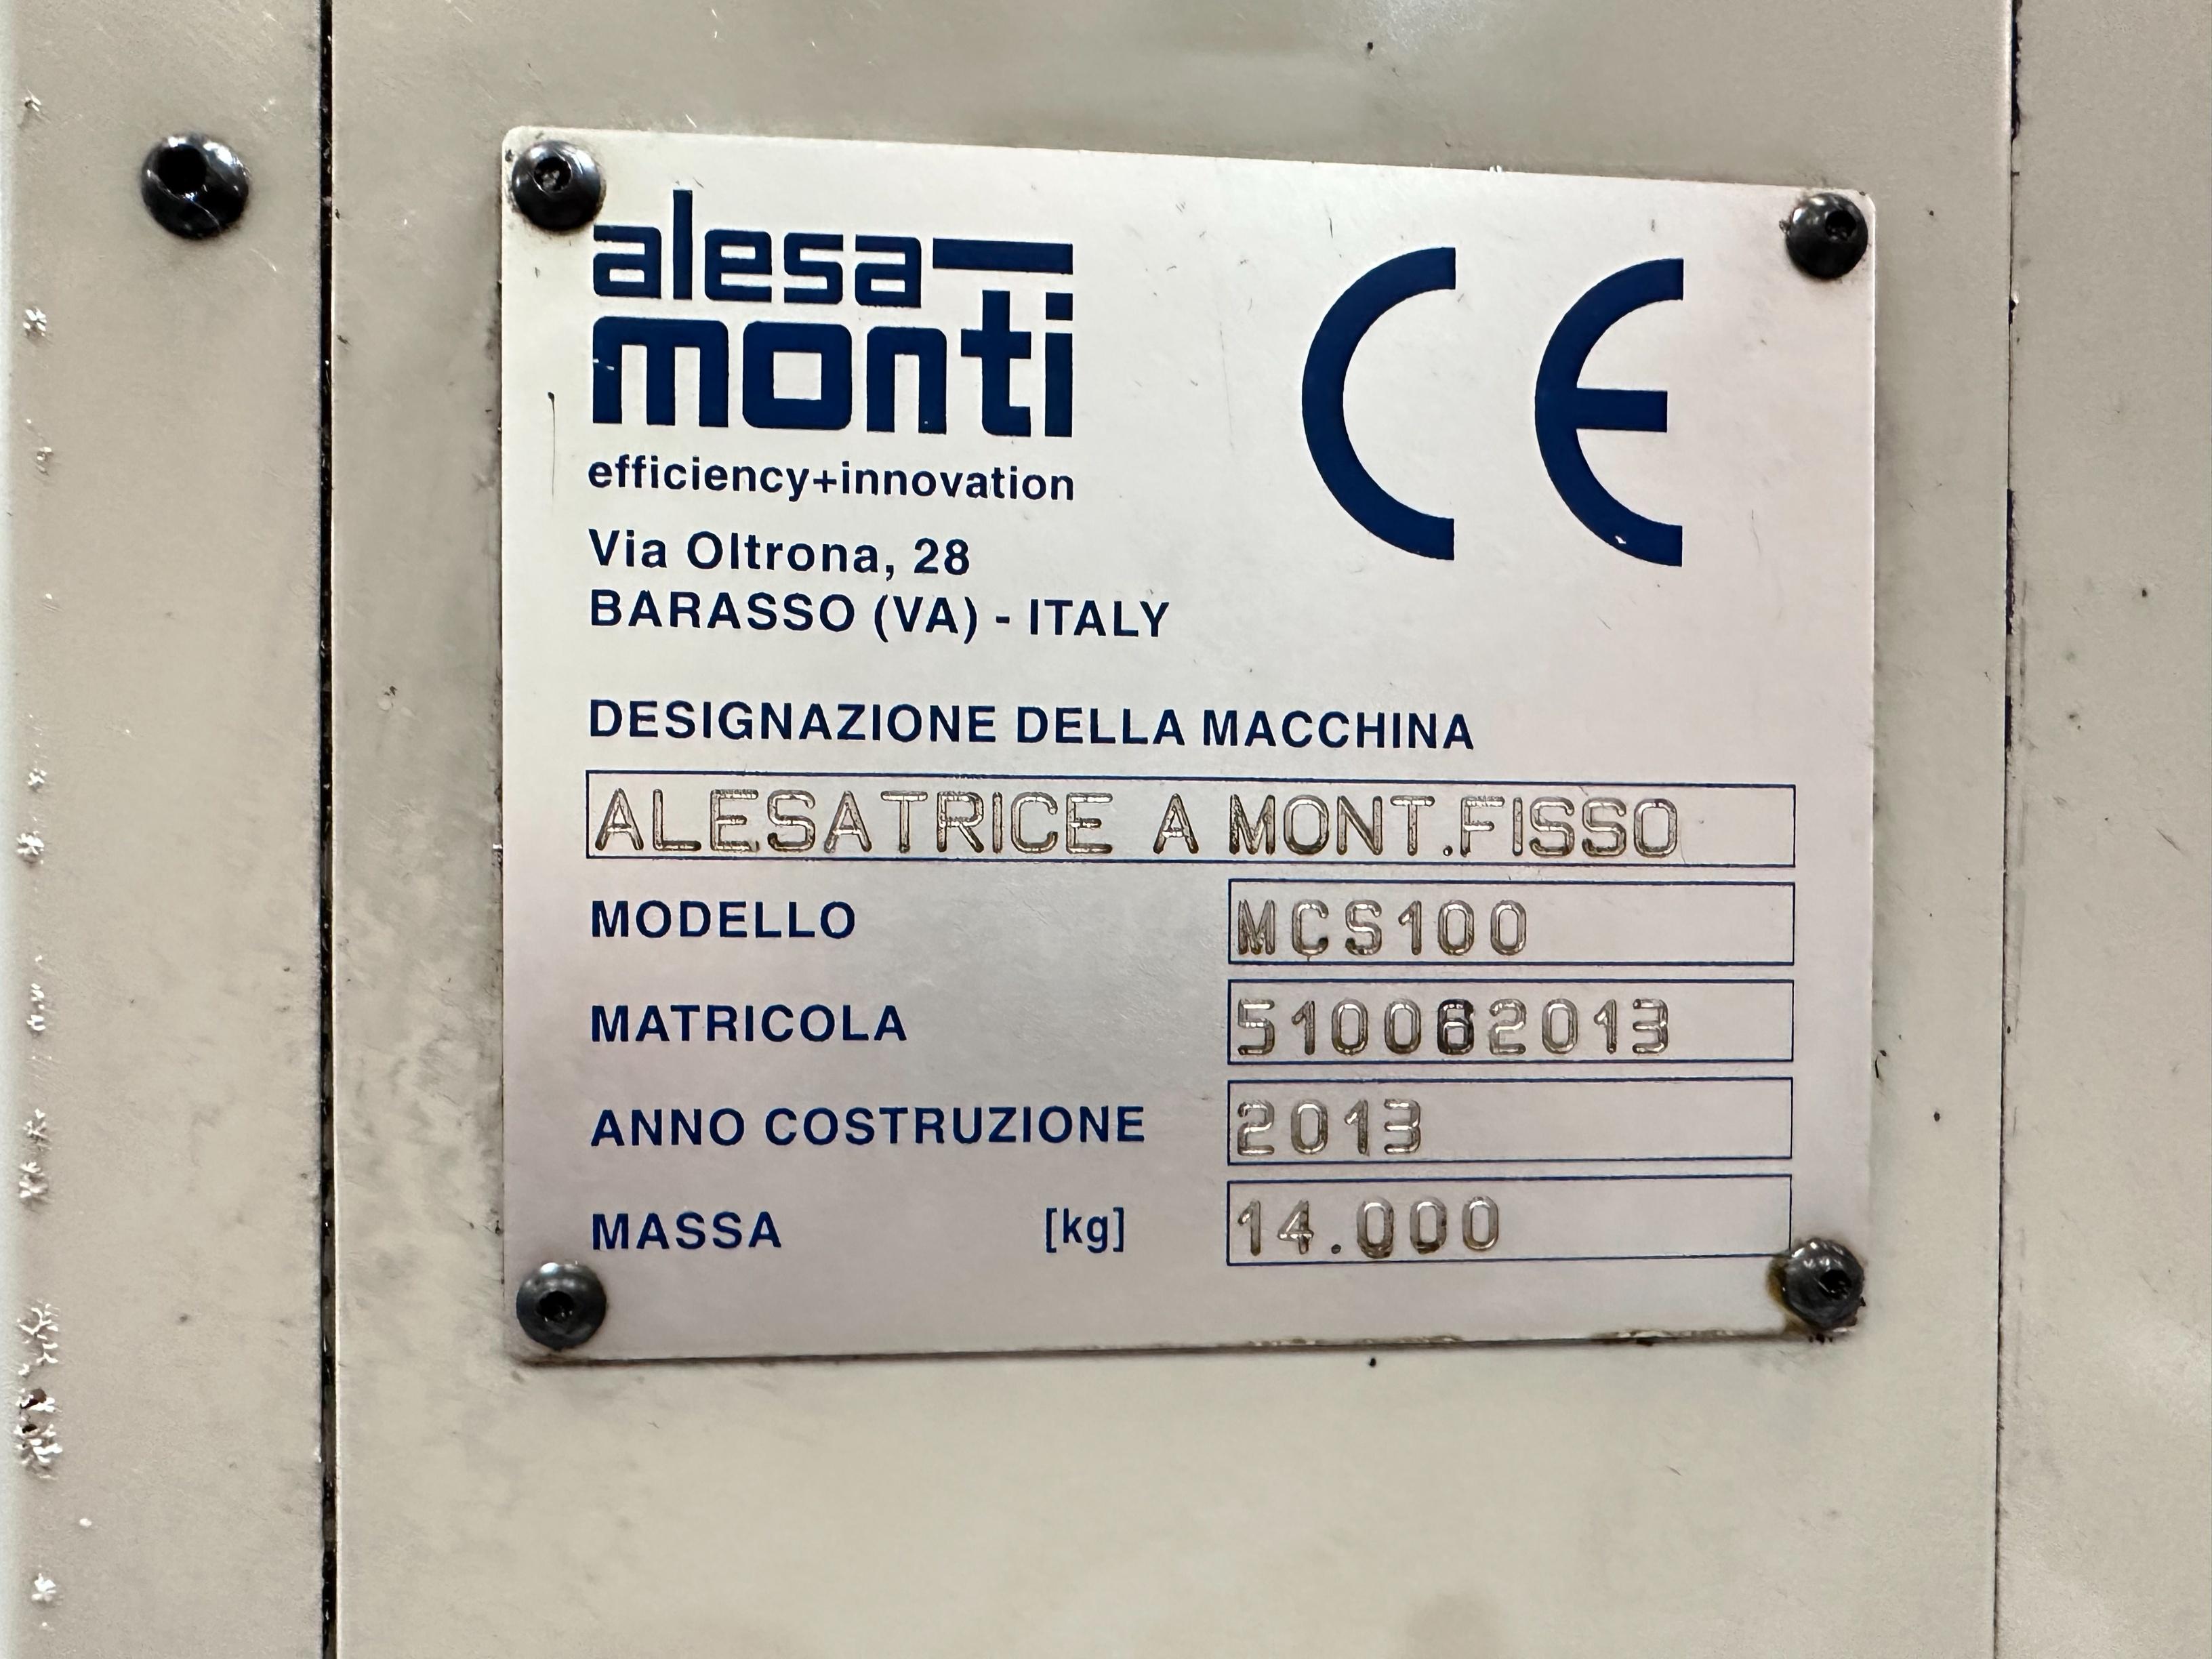 alesa
monti
efficiency+innovation
CE
Via Oltrona, 28
BARASSO (VA) - ITALY
DESIGNAZIONE DELLA MACCHINA
ALESATRICE A MONT.FISSO
MODELLO MCS100
MATRICOLA 510062013
ANNO COSTRUZIONE 2013
MASSA [kg] 14.000